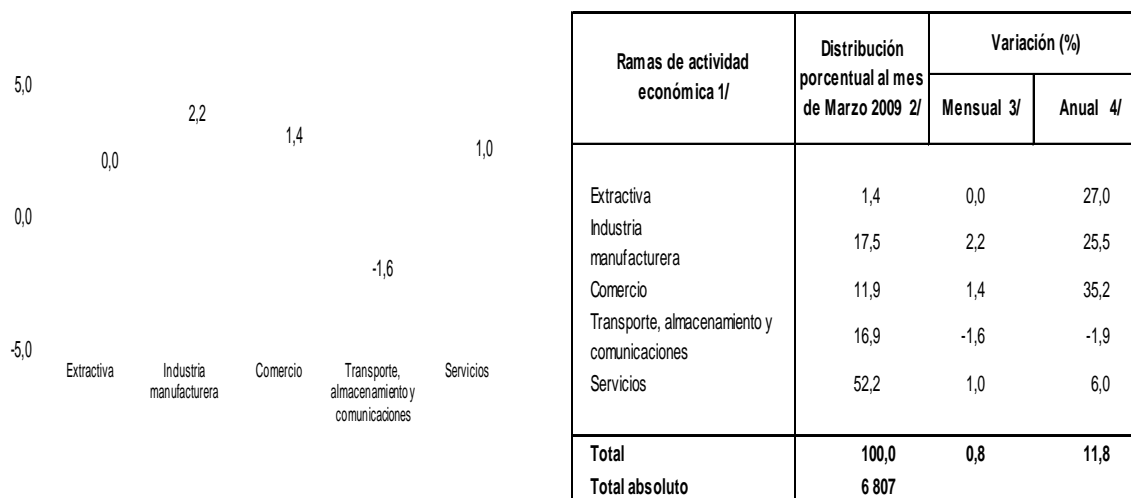 5,0
2,2
1,4
1,0
0,0
0,0
-1,6
-5,0
Extractiva
Industria
manufacturera
Comercio
Transporte,
almacenamiento y
comunicaciones
Servicios
Ramas de actividad
económica 1/
Distribución
porcentual al mes
de Marzo 2009 2/
Variación (%)
Mensual 3/ Anual 4/
Extractiva 1,4 0,0 27,0
Industria
manufacturera 17,5 2,2 25,5
Comercio 11,9 1,4 35,2
Transporte, almacenamiento y
comunicaciones 16,9 -1,6 -1,9
Servicios 52,2 1,0 6,0
Total 100,0 0,8 11,8
Total absoluto 6 807